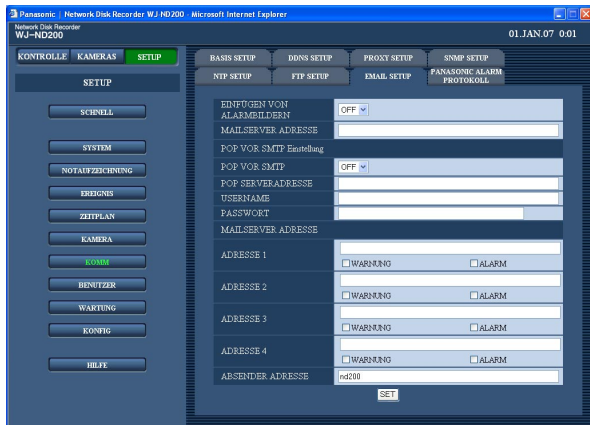 Panasonic | Network Disk Recorder WJ-ND200 - Microsoft Internet Explorer
Network Disk Recorder
WJ-ND200
01.JAN.07 0:01
KONTROLLE KAMERAS SETUP
SETUP
SCHNELL
SYSTEM
NOTAUFZEICHNUNG
EREIGNIS
ZEITPLAN
KAMERA
KOMM
BENUTZER
WARTUNG
KONFIG
HILFE
BASIS SETUP DDNS SETUP PROXY SETUP SNMP SETUP
NTP SETUP FTP SETUP EMAIL SETUP PANASONIC ALARM
PROTOKOLL
EINFÜGEN VON
ALARMBILDERN OFF
MAILSERVER ADRESSE
POP VOR SMTP Einstellung
POP VOR SMTP OFF
POP SERVERADRESSE
USERNAME
PASSWORT
MAILSERVER ADRESSE
ADRESSE 1
WARNUNG ALARM
ADRESSE 2
WARNUNG ALARM
ADRESSE 3
WARNUNG ALARM
ADRESSE 4
WARNUNG ALARM
ABSENDER ADRESSE nd200
SET